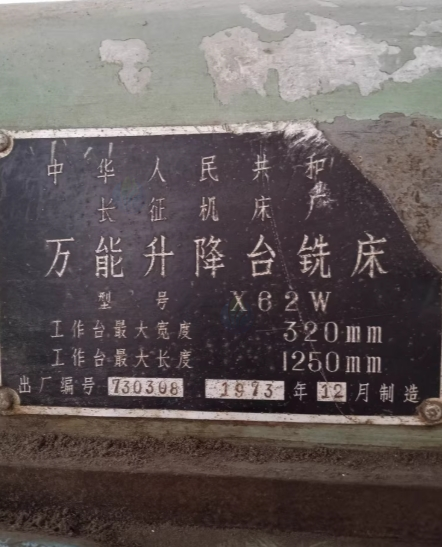 中华人民共和
长征机床厂
万能升降台铣床
型号 X62W
工作台最大宽度 320mm
工作台最大长度 1250mm
出厂编号 730308 1973 年 12 月制造